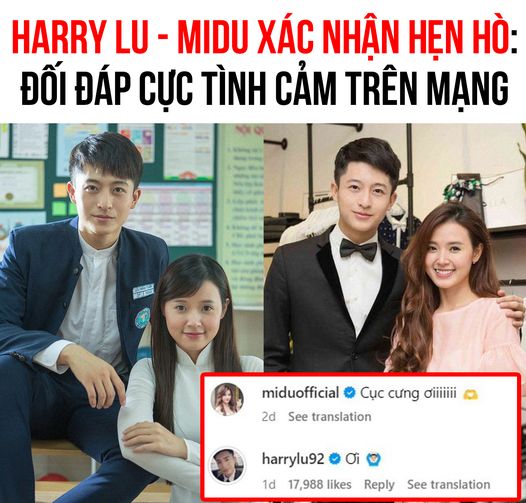 HARRY LU - MIDU XÁC NHẬN HẸN HÒ:
ĐỐI ĐÁP CỰC TÌNH CẢM TRÊN MẠNG
miduofficial Cục cưng ơiiiiiii 🫶
2d See translation
harrylu92 Ơi 🙆‍♂️
1d 17,988 likes Reply See translation